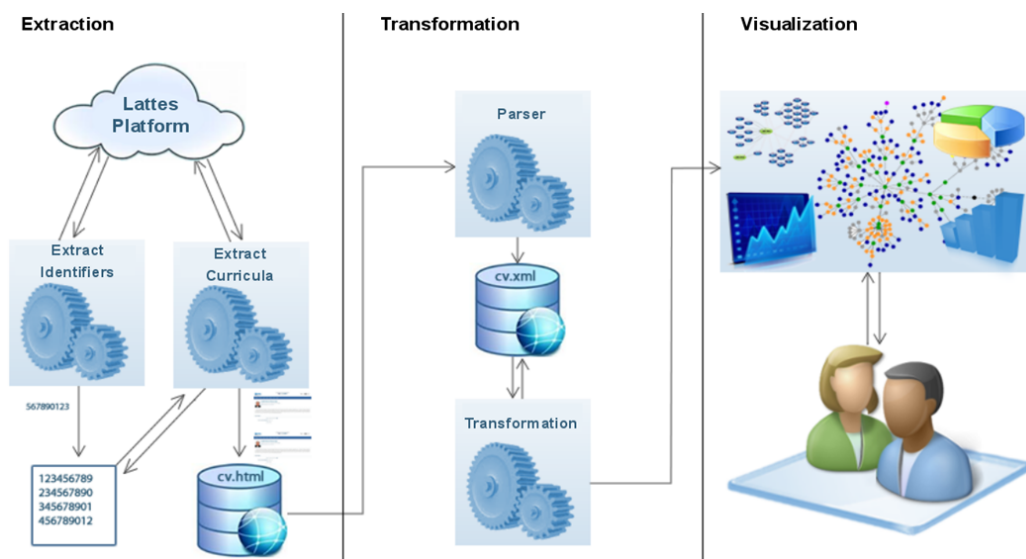 Extraction
Transformation
Visualization
Lattes
Platform
Extract
Identifiers
Extract
Curricula
567890123
123456789
234567890
345678901
456789012
cv.html
Parser
cv.xml
Transformation